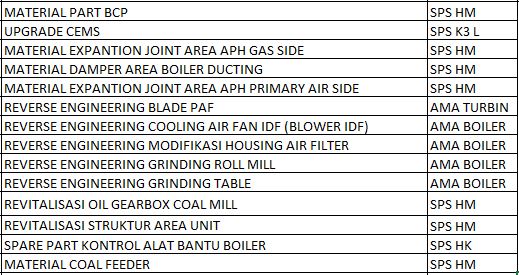 MATERIAL PART BCP SPS HM
UPGRADE CEMS SPS K3 L
MATERIAL EXPANTION JOINT AREA APH GAS SIDE SPS HM
MATERIAL DAMPER AREA BOILER DUCTING SPS HM
MATERIAL EXPANTION JOINT AREA APH PRIMARY AIR SIDE SPS HM
REVERSE ENGINEERING BLADE PAF AMA TURBIN
REVERSE ENGINEERING COOLING AIR FAN IDF (BLOWER IDF) AMA BOILER
REVERSE ENGINEERING MODIFIKASI HOUSING AIR FILTER AMA BOILER
REVERSE ENGINEERING GRINDING ROLL MILL AMA BOILER
REVERSE ENGINEERING GRINDING TABLE AMA BOILER
REVITALISASI OIL GEARBOX COAL MILL SPS HM
REVITALISASI STRUKTUR AREA UNIT SPS HM
SPARE PART KONTROL ALAT BANTU BOILER SPS HK
MATERIAL COAL FEEDER SPS HM